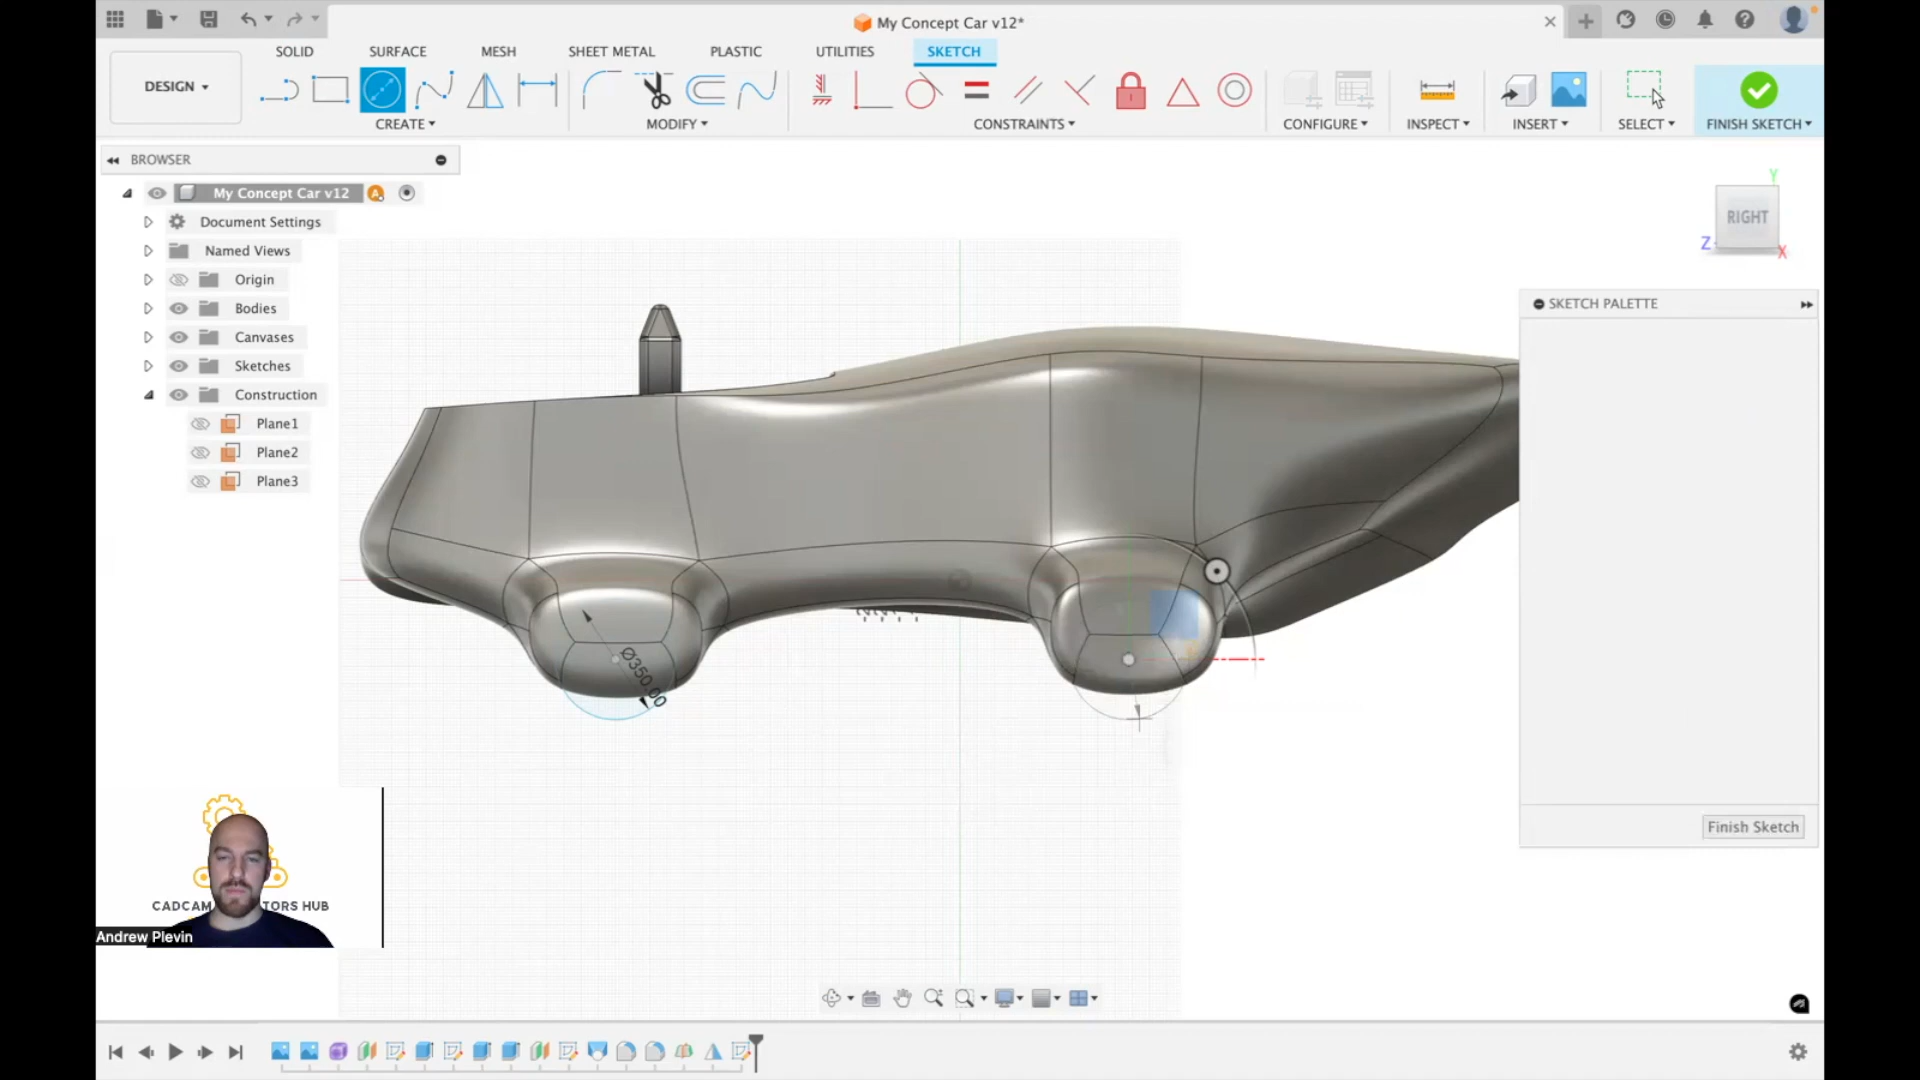 My Concept Car v12*
DESIGN
SOLID
SURFACE
MESH
SHEET METAL
PLASTIC
UTILITIES
SKETCH
CREATE
MODIFY
CONSTRAINTS
CONFIGURE
INSPECT
INSERT
SELECT
FINISH SKETCH
BROWSER
My Concept Car v12
Document Settings
Named Views
Origin
Bodies
Canvases
Sketches
Construction
Plane1
Plane2
Plane3
Y
RIGHT
Z
X
SKETCH PALETTE
Finish Sketch
Ø350.00
CADCAM TORS HUB
Andrew Plevin